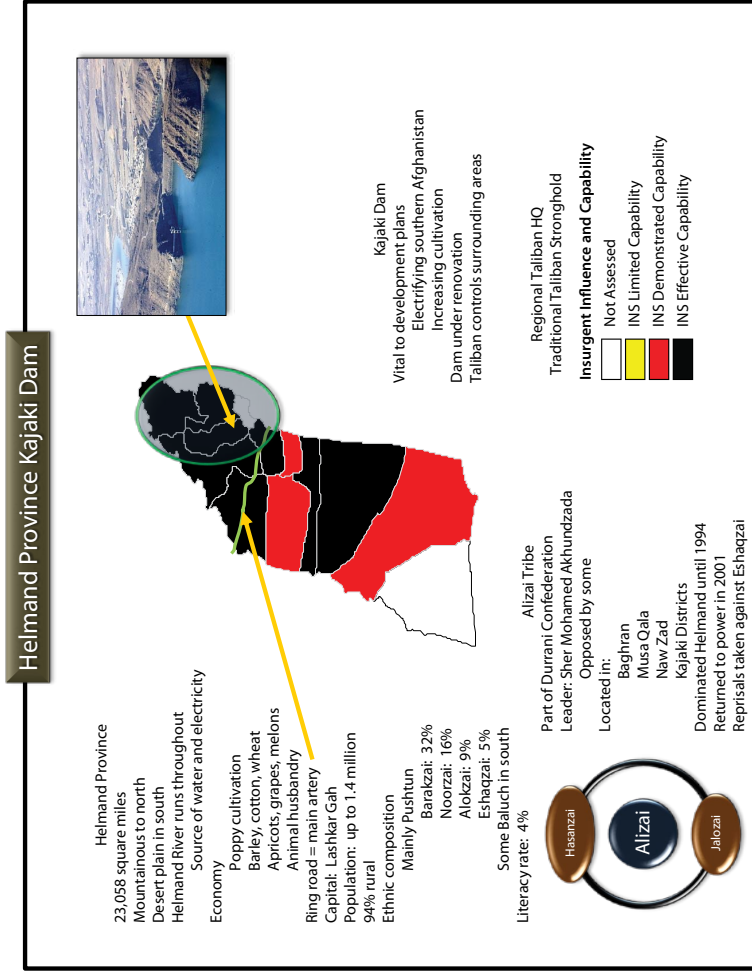 Helmand Province Kajaki Dam
Helmand Province
23,058 square miles
Mountainous to north
Desert plain in south
Helmand River runs throughout
Source of water and electricity
Economy
Poppy cultivation
Barley, cotton, wheat
Apricots, grapes, melons
Animal husbandry
Ring road = main artery
Capital: Lashkar Gah
Population: up to 1.4 million
94% rural
Ethnic composition
Mainly Pushtun
Barakzai: 32%
Noorzai: 16%
Alokzai: 9%
Eshaqzai: 5%
Some Baluch in south
Literacy rate: 4%
Kajaki Dam
Vital to development plans
Electrifying southern Afghanistan
Increasing cultivation
Dam under renovation
Taliban controls surrounding areas
Hasanzai
Alizai
Jalozai
Alizai Tribe
Part of Durrani Confederation
Leader: Sher Mohamed Akhundzada
Opposed by some
Located in:
Baghran
Musa Qala
Naw Zad
Kajaki Districts
Dominated Helmand until 1994
Returned to power in 2001
Reprisals taken against Eshaqzai
Regional Taliban HQ
Traditional Taliban Stronghold
Insurgent Influence and Capability
Not Assessed
INS Limited Capability
INS Demonstrated Capability
INS Effective Capability